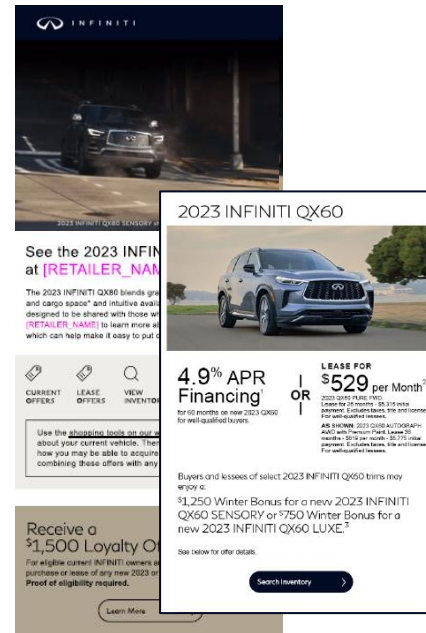 INFINITI
2023 INFINITI QX80 SENSORY
See the 2023 INFIN
at [RETAILER_NAM
The 2023 INFINITI QX80 blends gra
and cargo space* and intuitive availa
designed to be shared with those wh
[RETAILER_NAME] to learn more a
which can help make it easy to put
CURRENT OFFERS
LEASE OFFERS
VIEW INVENTOR
Use the shopping tools on our w
about your current vehicle. Ther
how you may be able to acquire
combining these offers with any
Receive a
$1,500 Loyalty O
For eligible current INFINITI owners a
purchase or lease of any new 2023 or
Proof of eligibility required.
Learn More
2023 INFINITI QX60
4.9% APR
Financing¹
for 60 months on new 2023 QX60
for well-qualified buyers.
OR
LEASE FOR
$529 per Month²
2023 QX60 PURE FWD.
Lease for 36 months - $5,315 initial
payment. Excludes taxes, title and license.
For well-qualified lessees.
AS SHOWN: 2023 QX60 AUTOGRAPH
AWD with Premium Paint. Lease 36
months - $819 per month - $5,775 initial
payment. Excludes taxes, title and license.
For well-qualified lessees.
Buyers and lessees of select 2023 INFINITI QX60 trims may
enjoy a:
$1,250 Winter Bonus for a new 2023 INFINITI
QX60 SENSORY or $750 Winter Bonus for a
new 2023 INFINITI QX60 LUXE.³
See below for offer details.
Search Inventory